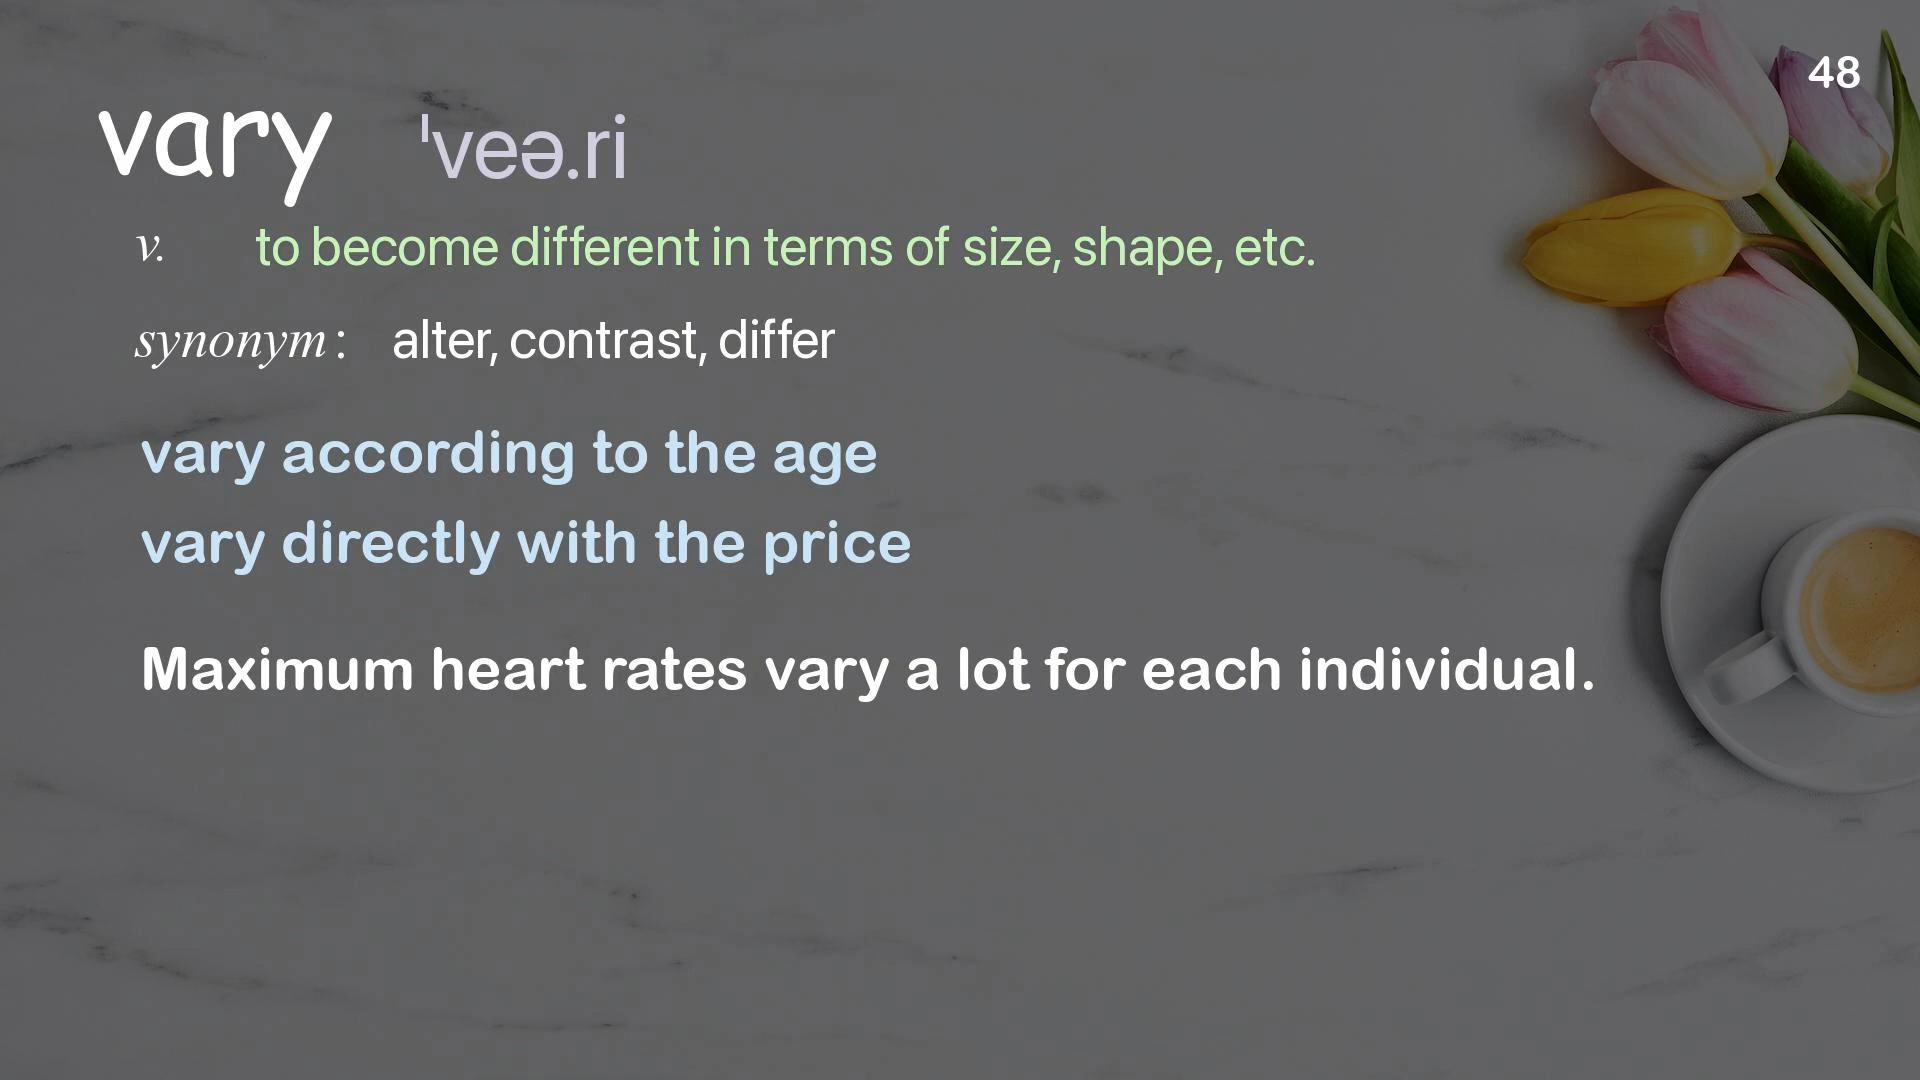 48
vary ˈveə.ri
v. to become different in terms of size, shape, etc.
synonym: alter, contrast, differ
vary according to the age
vary directly with the price
Maximum heart rates vary a lot for each individual.